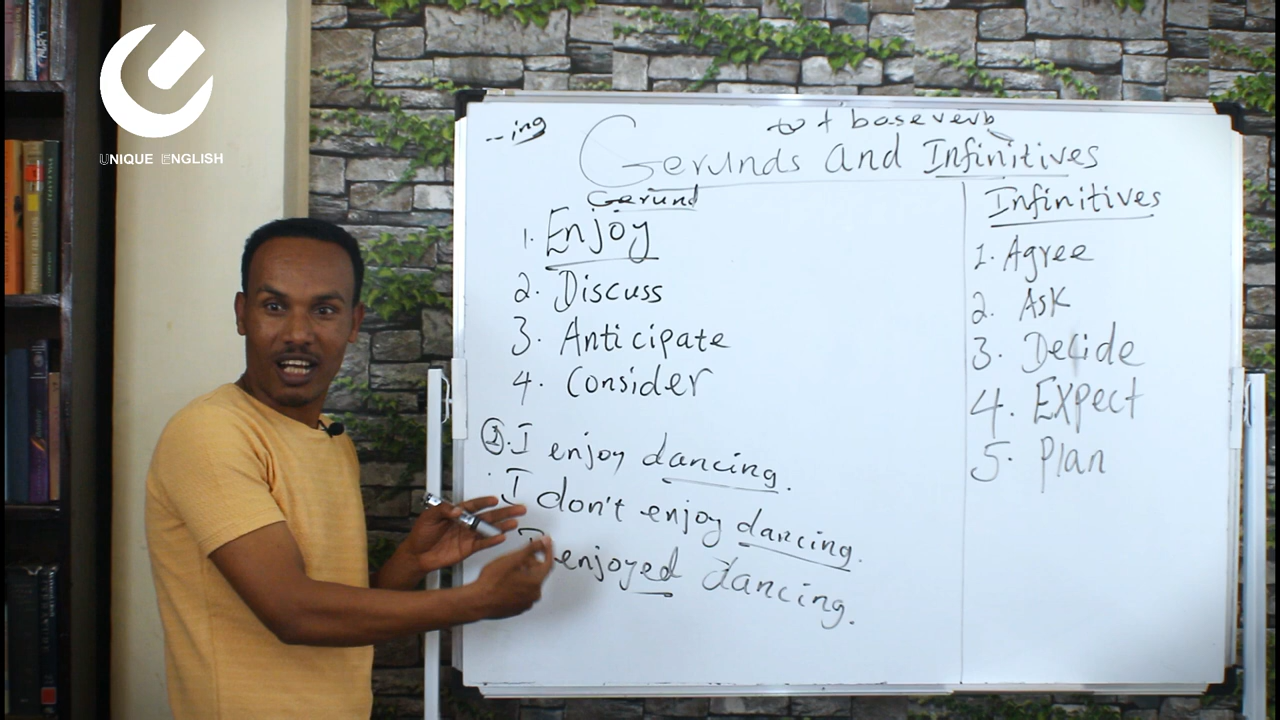 UNIQUE ENGLISH
--ing
to + base verb
Gerunds and Infinitives
Gerund
1. Enjoy
2. Discuss
3. Anticipate
4. Consider
1. I enjoy dancing.
I don't enjoy dancing.
I enjoyed dancing.
Infinitives
1. Agree
2. Ask
3. Decide
4. Expect
5. Plan